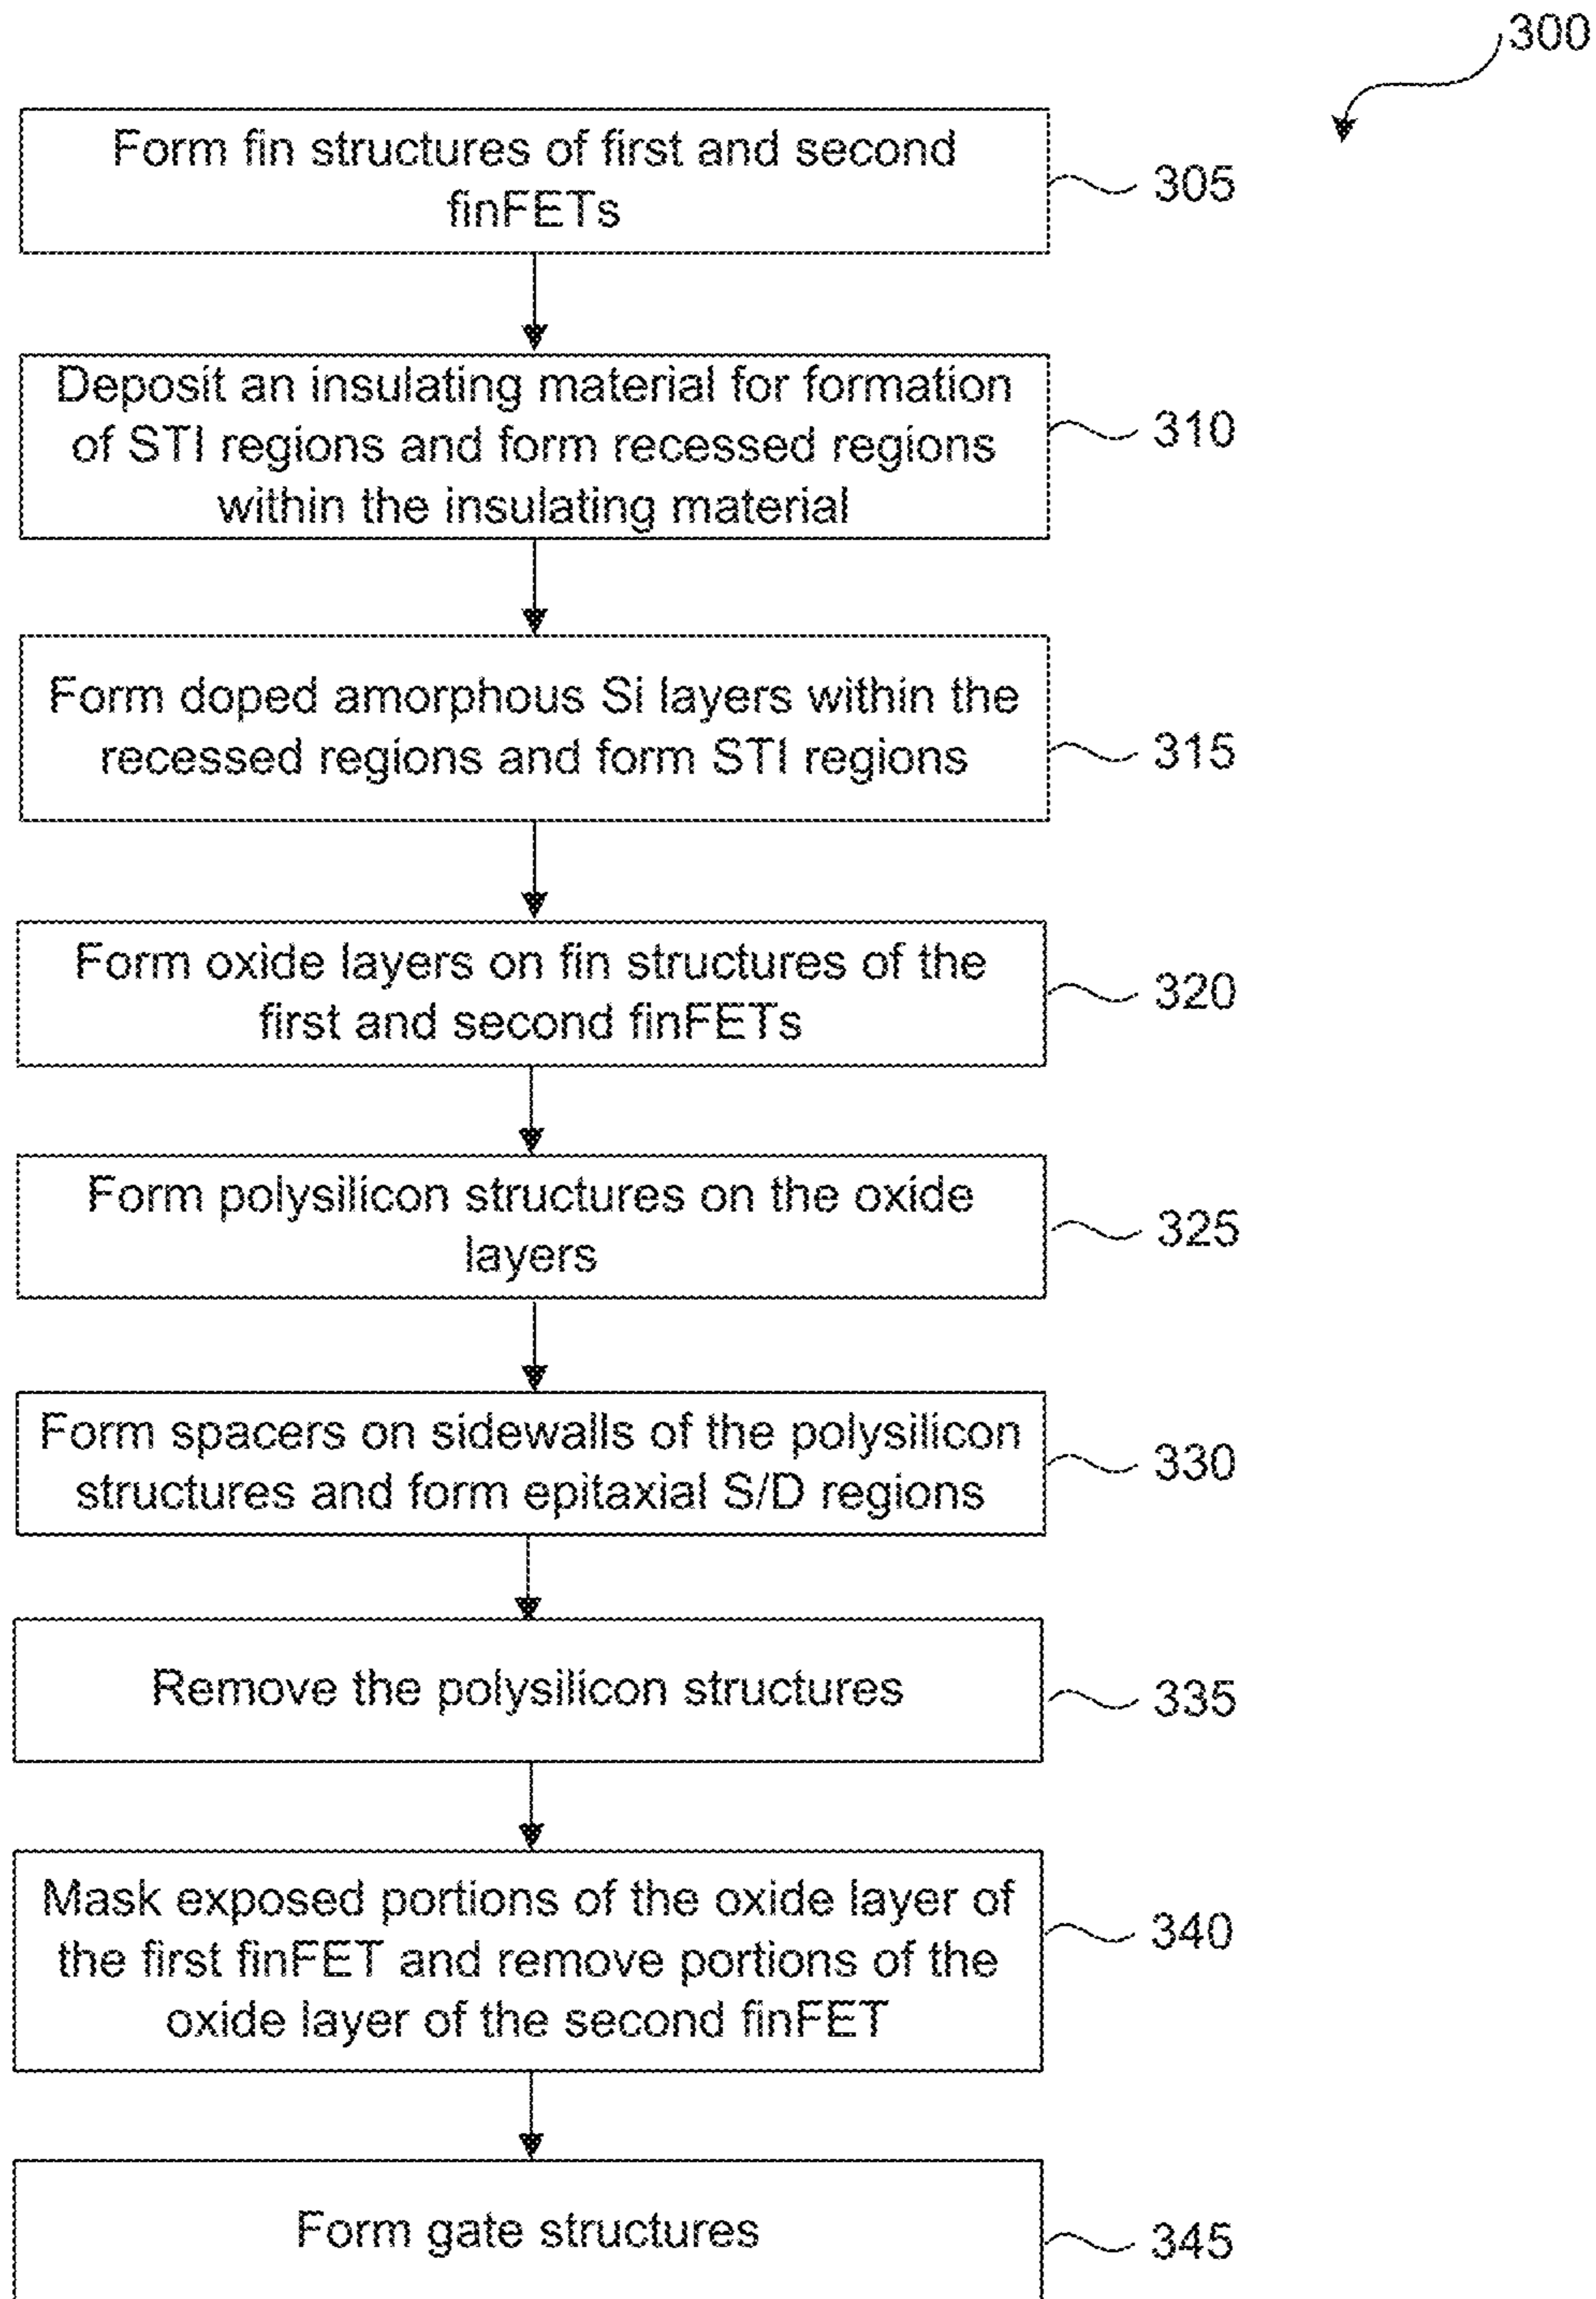 300
Form fin structures of first and second
finFETs
305
Deposit an insulating material for formation
of STI regions and form recessed regions
within the insulating material
310
Form doped amorphous Si layers within the
recessed regions and form STI regions
315
Form oxide layers on fin structures of the
first and second finFETs
320
Form polysilicon structures on the oxide
layers
325
Form spacers on sidewalls of the polysilicon
structures and form epitaxial S/D regions
330
Remove the polysilicon structures
335
Mask exposed portions of the oxide layer of
the first finFET and remove portions of the
oxide layer of the second finFET
340
Form gate structures
345